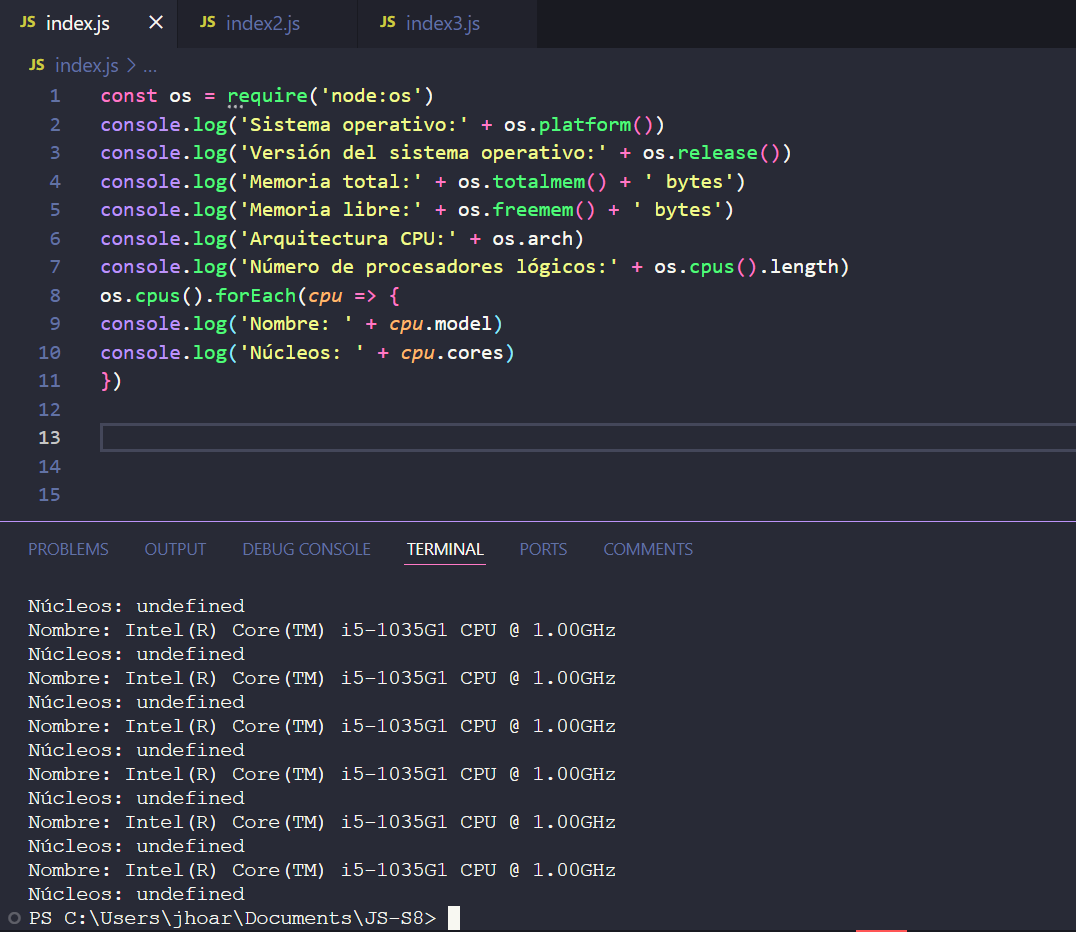 JS index.js × JS index2.js JS index3.js
JS index.js > ...
1 const os = require('node:os')
2 console.log('Sistema operativo:' + os.platform())
3 console.log('Versión del sistema operativo:' + os.release())
4 console.log('Memoria total:' + os.totalmem() + ' bytes')
5 console.log('Memoria libre:' + os.freemem() + ' bytes')
6 console.log('Arquitectura CPU:' + os.arch)
7 console.log('Número de procesadores lógicos:' + os.cpus().length)
8 os.cpus().forEach(cpu => {
9 console.log('Nombre: ' + cpu.model)
10 console.log('Núcleos: ' + cpu.cores)
11 })
12
13
14
15
PROBLEMS OUTPUT DEBUG CONSOLE TERMINAL PORTS COMMENTS
Núcleos: undefined
Nombre: Intel(R) Core(TM) i5-1035G1 CPU @ 1.00GHz
Núcleos: undefined
Nombre: Intel(R) Core(TM) i5-1035G1 CPU @ 1.00GHz
Núcleos: undefined
Nombre: Intel(R) Core(TM) i5-1035G1 CPU @ 1.00GHz
Núcleos: undefined
Nombre: Intel(R) Core(TM) i5-1035G1 CPU @ 1.00GHz
Núcleos: undefined
Nombre: Intel(R) Core(TM) i5-1035G1 CPU @ 1.00GHz
Núcleos: undefined
Nombre: Intel(R) Core(TM) i5-1035G1 CPU @ 1.00GHz
Núcleos: undefined
PS C:\Users\jhoar\Documents\JS-S8>